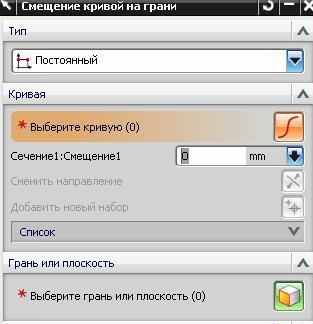 Смещение кривой на грани
Тип
Постоянный
Кривая
* Выберите кривую (0)
Сечение1:Смещение1 0 mm
Сменить направление
Добавить новый набор
Список
Грань или плоскость
* Выберите грань или плоскость (0)